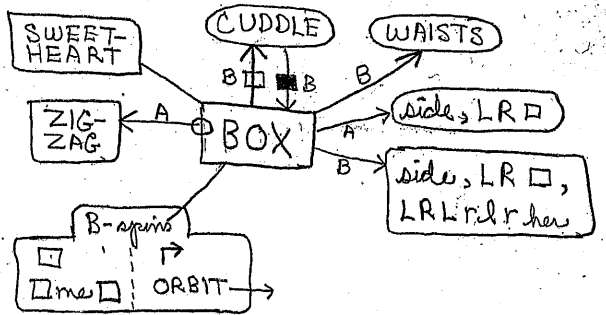 SWEET-
HEART
CUDDLE
WAISTS
B B
B
ZIG-
ZAG
A
BOX
A
side, LR □
B
side, LR □,
LRLrlr her
B-spins
□
□ me □
ORBIT